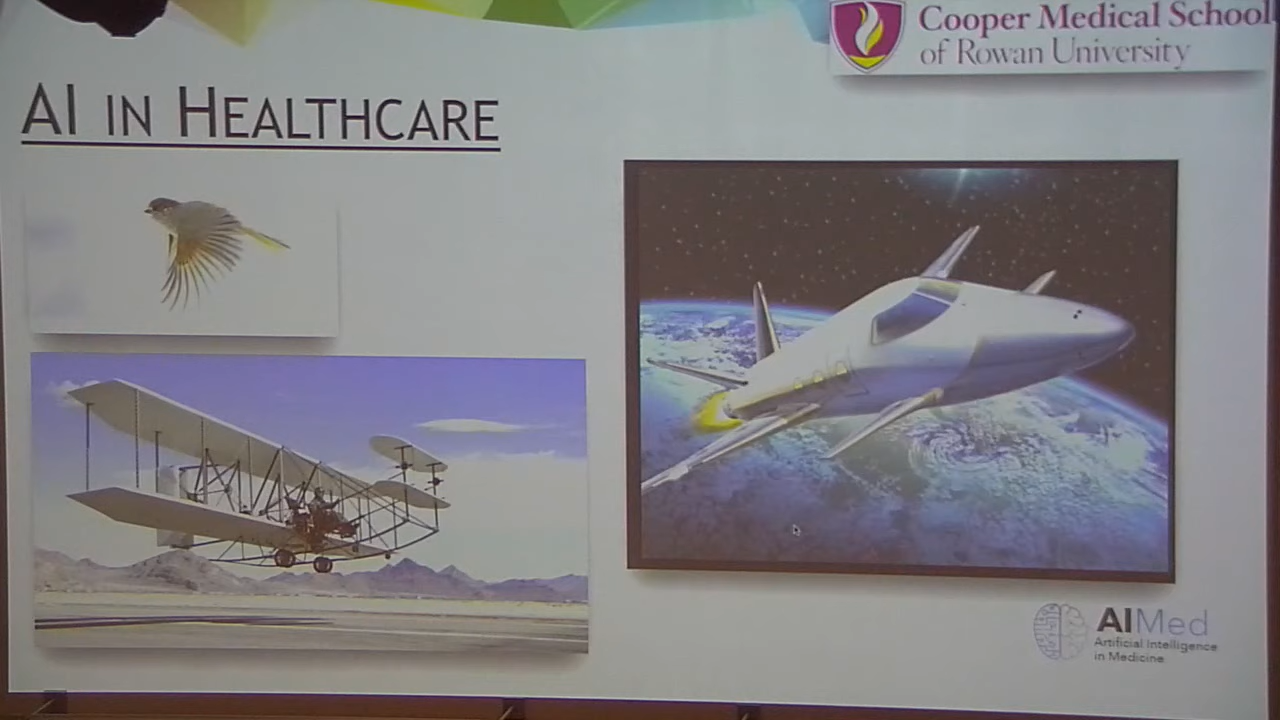 Cooper Medical School
of Rowan University
AI IN HEALTHCARE
AIMed
Artificial Intelligence
in Medicine